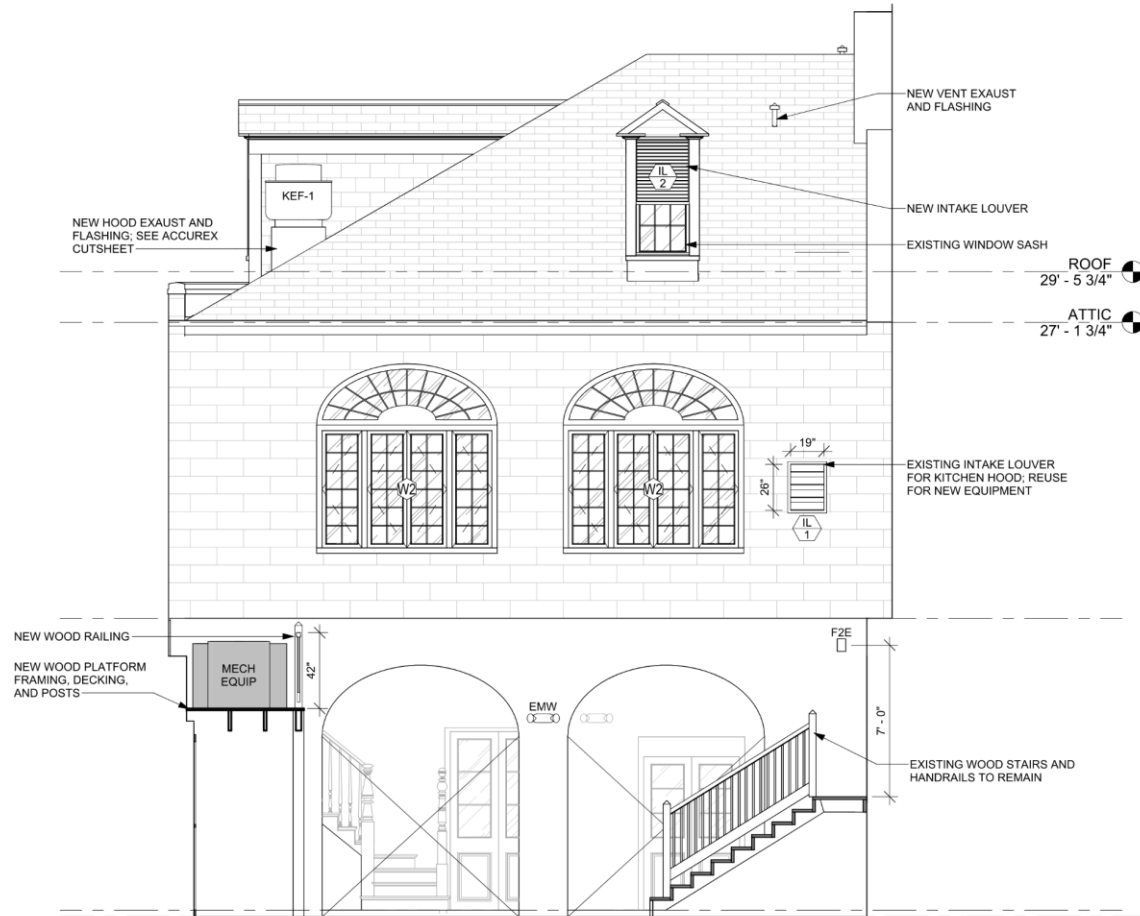 NEW VENT EXAUST
AND FLASHING
IL
2
KEF-1
NEW INTAKE LOUVER
NEW HOOD EXAUST AND
FLASHING; SEE ACCUREX
CUTSHEET
EXISTING WINDOW SASH
ROOF
29' - 5 3/4"
ATTIC
27' - 1 3/4"
19"
26"
EXISTING INTAKE LOUVER
FOR KITCHEN HOOD; REUSE
FOR NEW EQUIPMENT
W2
W2
IL
1
NEW WOOD RAILING
F2E
NEW WOOD PLATFORM
FRAMING, DECKING,
AND POSTS
MECH
EQUIP
42"
EMW
7' - 0"
EXISTING WOOD STAIRS AND
HANDRAILS TO REMAIN